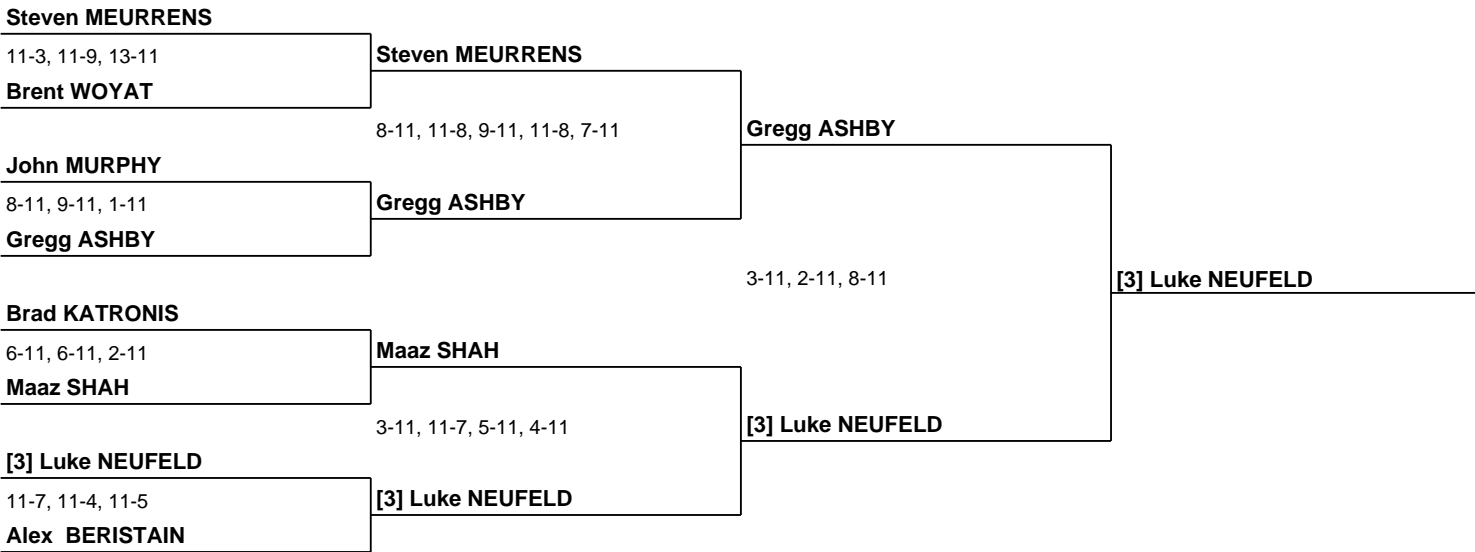 Steven MEURRENS
11-3, 11-9, 13-11
Steven MEURRENS
Brent WOYAT
8-11, 11-8, 9-11, 11-8, 7-11
Gregg ASHBY
John MURPHY
8-11, 9-11, 1-11
Gregg ASHBY
Gregg ASHBY
3-11, 2-11, 8-11
[3] Luke NEUFELD
Brad KATRONIS
6-11, 6-11, 2-11
Maaz SHAH
Maaz SHAH
3-11, 11-7, 5-11, 4-11
[3] Luke NEUFELD
[3] Luke NEUFELD
11-7, 11-4, 11-5
[3] Luke NEUFELD
Alex BERISTAIN